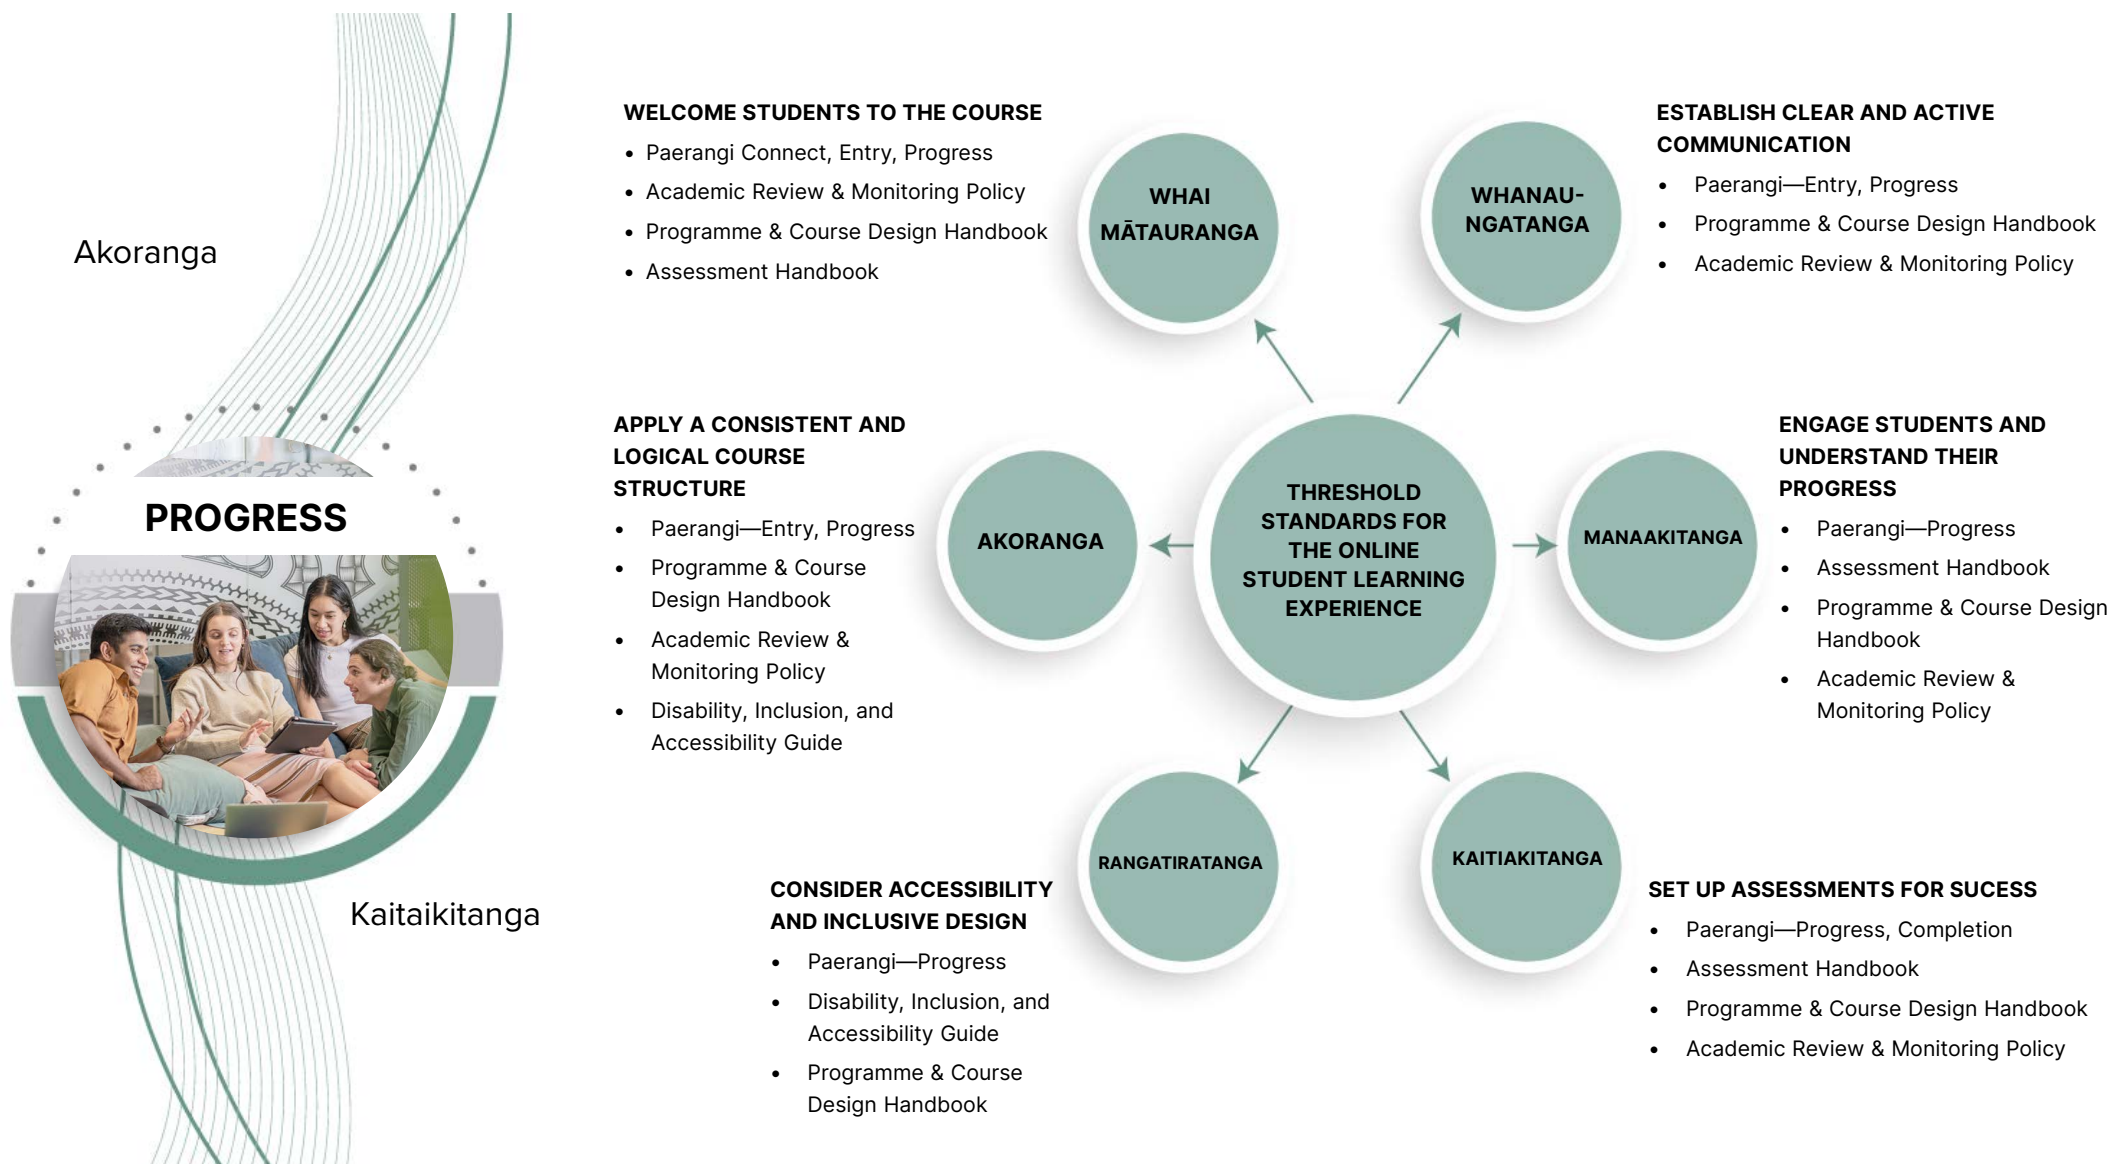 Akoranga
PROGRESS
Kaitaikitanga
WELCOME STUDENTS TO THE COURSE
• Paerangi Connect, Entry, Progress
• Academic Review & Monitoring Policy
• Programme & Course Design Handbook
• Assessment Handbook
WHAI
MĀTAURANGA
WHANAU-
NGATANGA
ESTABLISH CLEAR AND ACTIVE
COMMUNICATION
• Paerangi—Entry, Progress
• Programme & Course Design Handbook
• Academic Review & Monitoring Policy
APPLY A CONSISTENT AND
LOGICAL COURSE
STRUCTURE
• Paerangi—Entry, Progress
• Programme & Course
Design Handbook
• Academic Review &
Monitoring Policy
• Disability, Inclusion, and
Accessibility Guide
AKORANGA
THRESHOLD
STANDARDS FOR
THE ONLINE
STUDENT LEARNING
EXPERIENCE
MANAAKITANGA
ENGAGE STUDENTS AND
UNDERSTAND THEIR
PROGRESS
• Paerangi—Progress
• Assessment Handbook
• Programme & Course Design
Handbook
• Academic Review &
Monitoring Policy
CONSIDER ACCESSIBILITY
AND INCLUSIVE DESIGN
• Paerangi—Progress
• Disability, Inclusion, and
Accessibility Guide
• Programme & Course
Design Handbook
RANGATIRATANGA
KAITIAKITANGA
SET UP ASSESSMENTS FOR SUCESS
• Paerangi—Progress, Completion
• Assessment Handbook
• Programme & Course Design Handbook
• Academic Review & Monitoring Policy